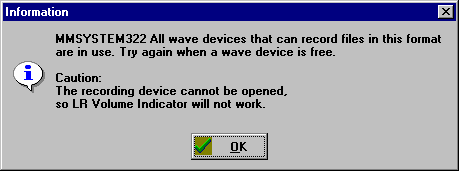 Information
MMSYSTEM322 All wave devices that can record files in this format
are in use. Try again when a wave device is free.
Caution:
The recording device cannot be opened,
so LR Volume Indicator will not work.
OK